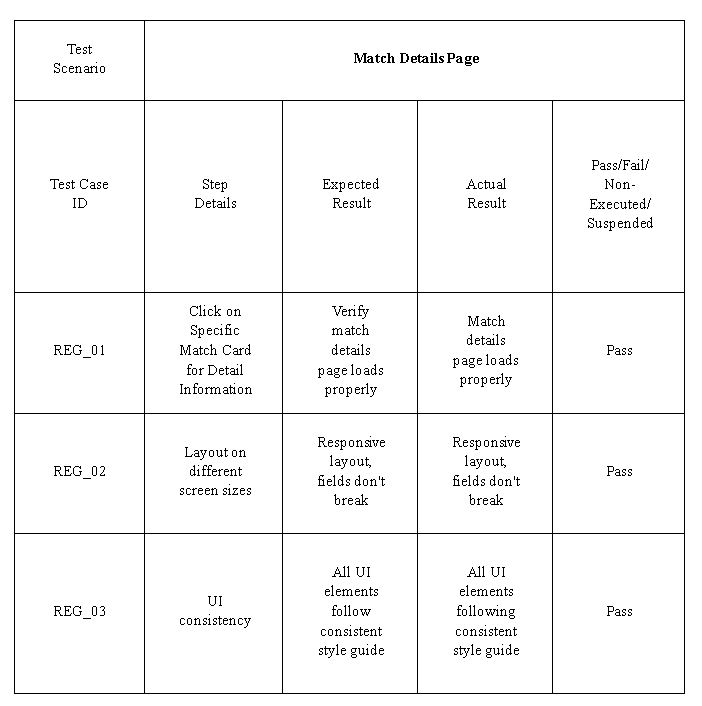 Test
Scenario
Match Details Page
Test Case
ID
Step
Details
Expected
Result
Actual
Result
Pass/Fail/
Non-
Executed/
Suspended
REG_01
Click on
Specific
Match Card
for Detail
Information
Verify
match
details
page loads
properly
Match
details
page loads
properly
Pass
REG_02
Layout on
different
screen sizes
Responsive
layout,
fields don't
break
Responsive
layout,
fields don't
break
Pass
REG_03
UI
consistency
All UI
elements
follow
consistent
style guide
All UI
elements
following
consistent
style guide
Pass